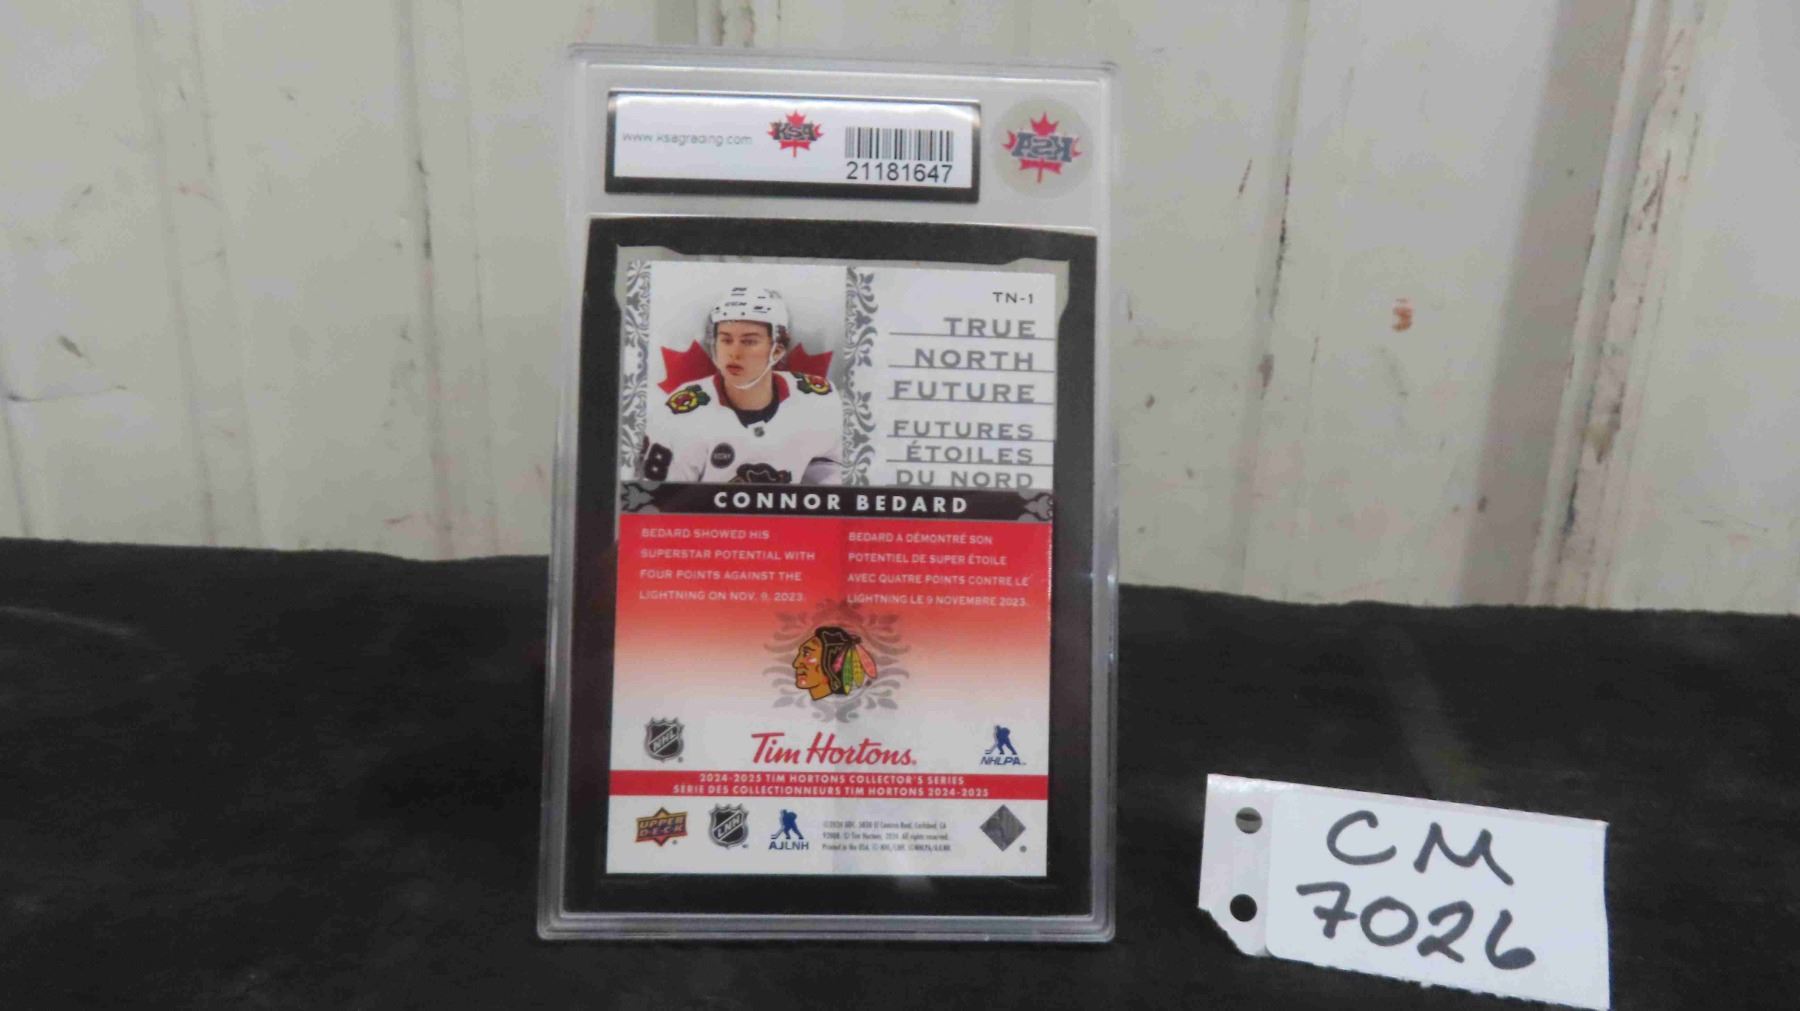 www.ksagrading.com
KSA
21181647
KSA
TN-1
TRUE
NORTH
FUTURE
FUTURES
ÉTOILES
DU NORD
CCM
CONNOR BEDARD
BEDARD SHOWED HIS
SUPERSTAR POTENTIAL WITH
FOUR POINTS AGAINST THE
LIGHTNING ON NOV. 9, 2023.
BEDARD A DÉMONTRÉ SON
POTENTIEL DE SUPER ÉTOILE
AVEC QUATRE POINTS CONTRE LE
LIGHTNING LE 9 NOVEMBRE 2023.
NHL
Tim Hortons.
NHLPA
2024-2025 TIM HORTONS COLLECTOR'S SERIES
SÉRIE DES COLLECTIONNEURS TIM HORTONS 2024-2025
UPPER
DECK
LNH
AJLNH
CM
7026